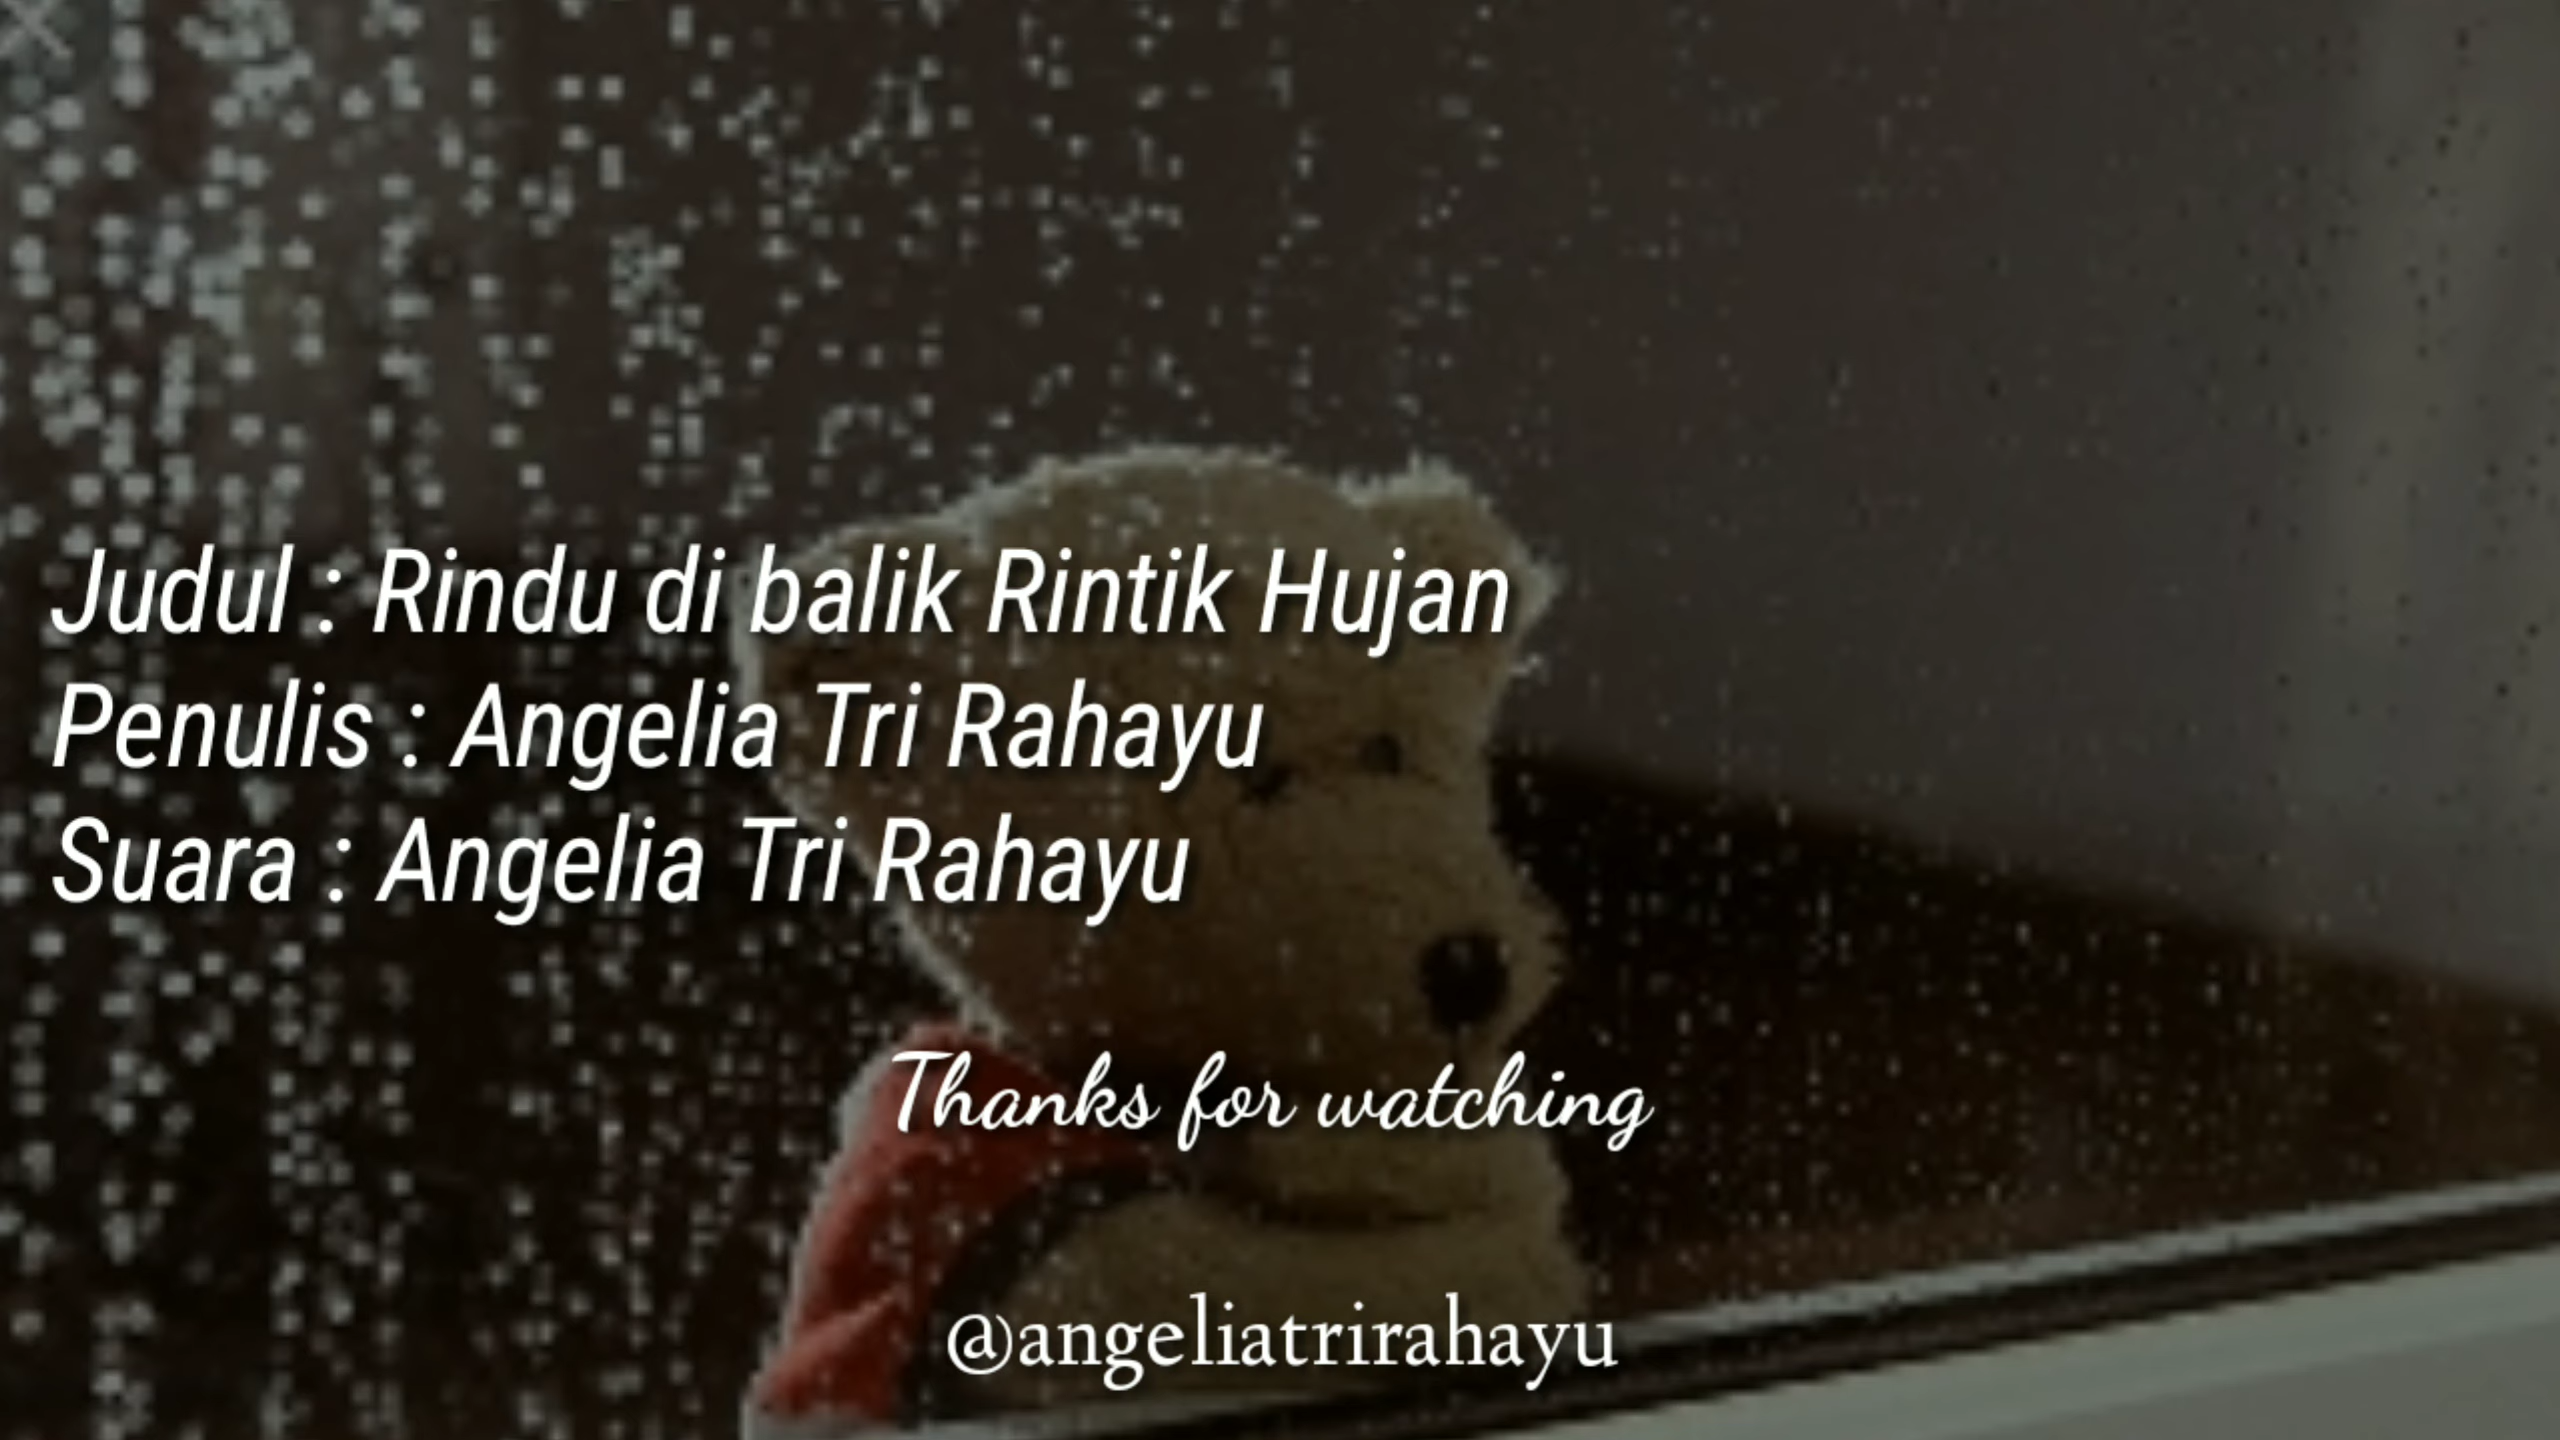 Judul : Rindu di balik Rintik Hujan
Penulis : Angelia Tri Rahayu
Suara : Angelia Tri Rahayu
Thanks for watching
@angeliatrirahayu